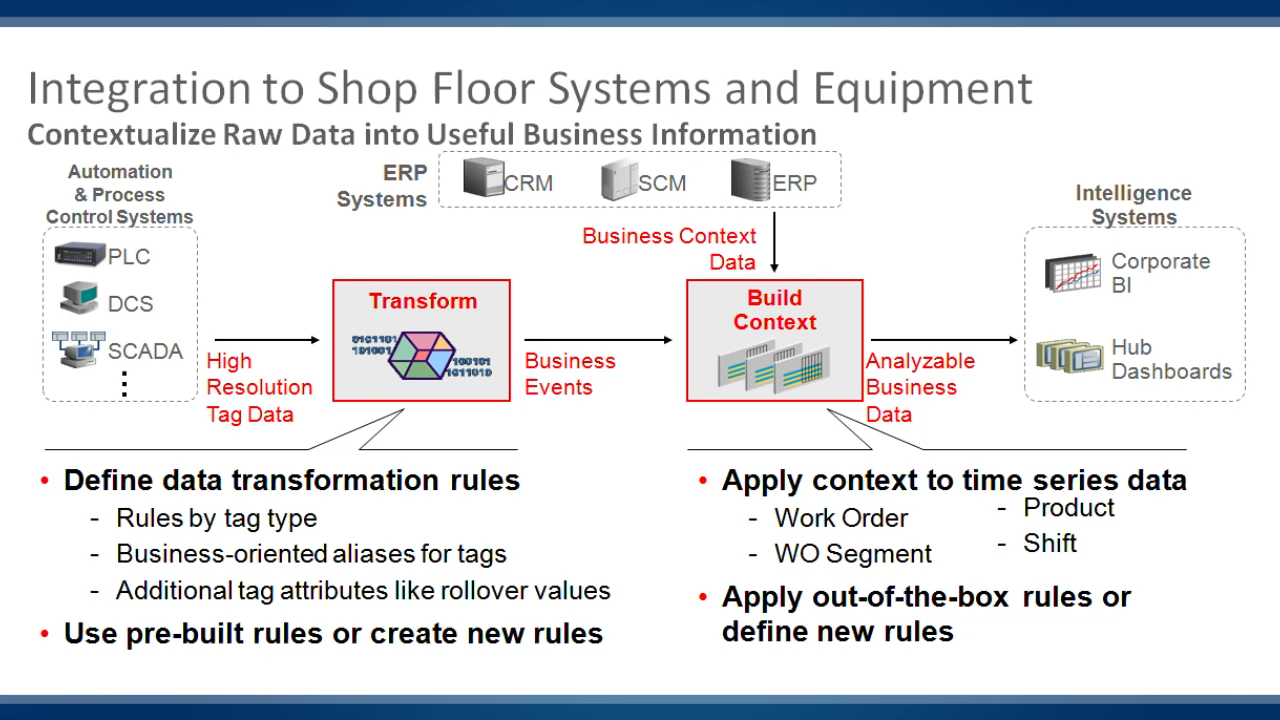 Integration to Shop Floor Systems and Equipment
Contextualize Raw Data into Useful Business Information
Automation
& Process
Control Systems
PLC
DCS
SCADA
ERP
Systems
CRM
SCM
ERP
Business Context
Data
Intelligence
Systems
Corporate
BI
Hub
Dashboards
High
Resolution
Tag Data
Transform
0101101
101001
100101
1011010
Business
Events
Build
Context
Analyzable
Business
Data
• Define data transformation rules
- Rules by tag type
- Business-oriented aliases for tags
- Additional tag attributes like rollover values
• Use pre-built rules or create new rules
• Apply context to time series data
- Work Order
- WO Segment
- Product
- Shift
• Apply out-of-the-box rules or
define new rules